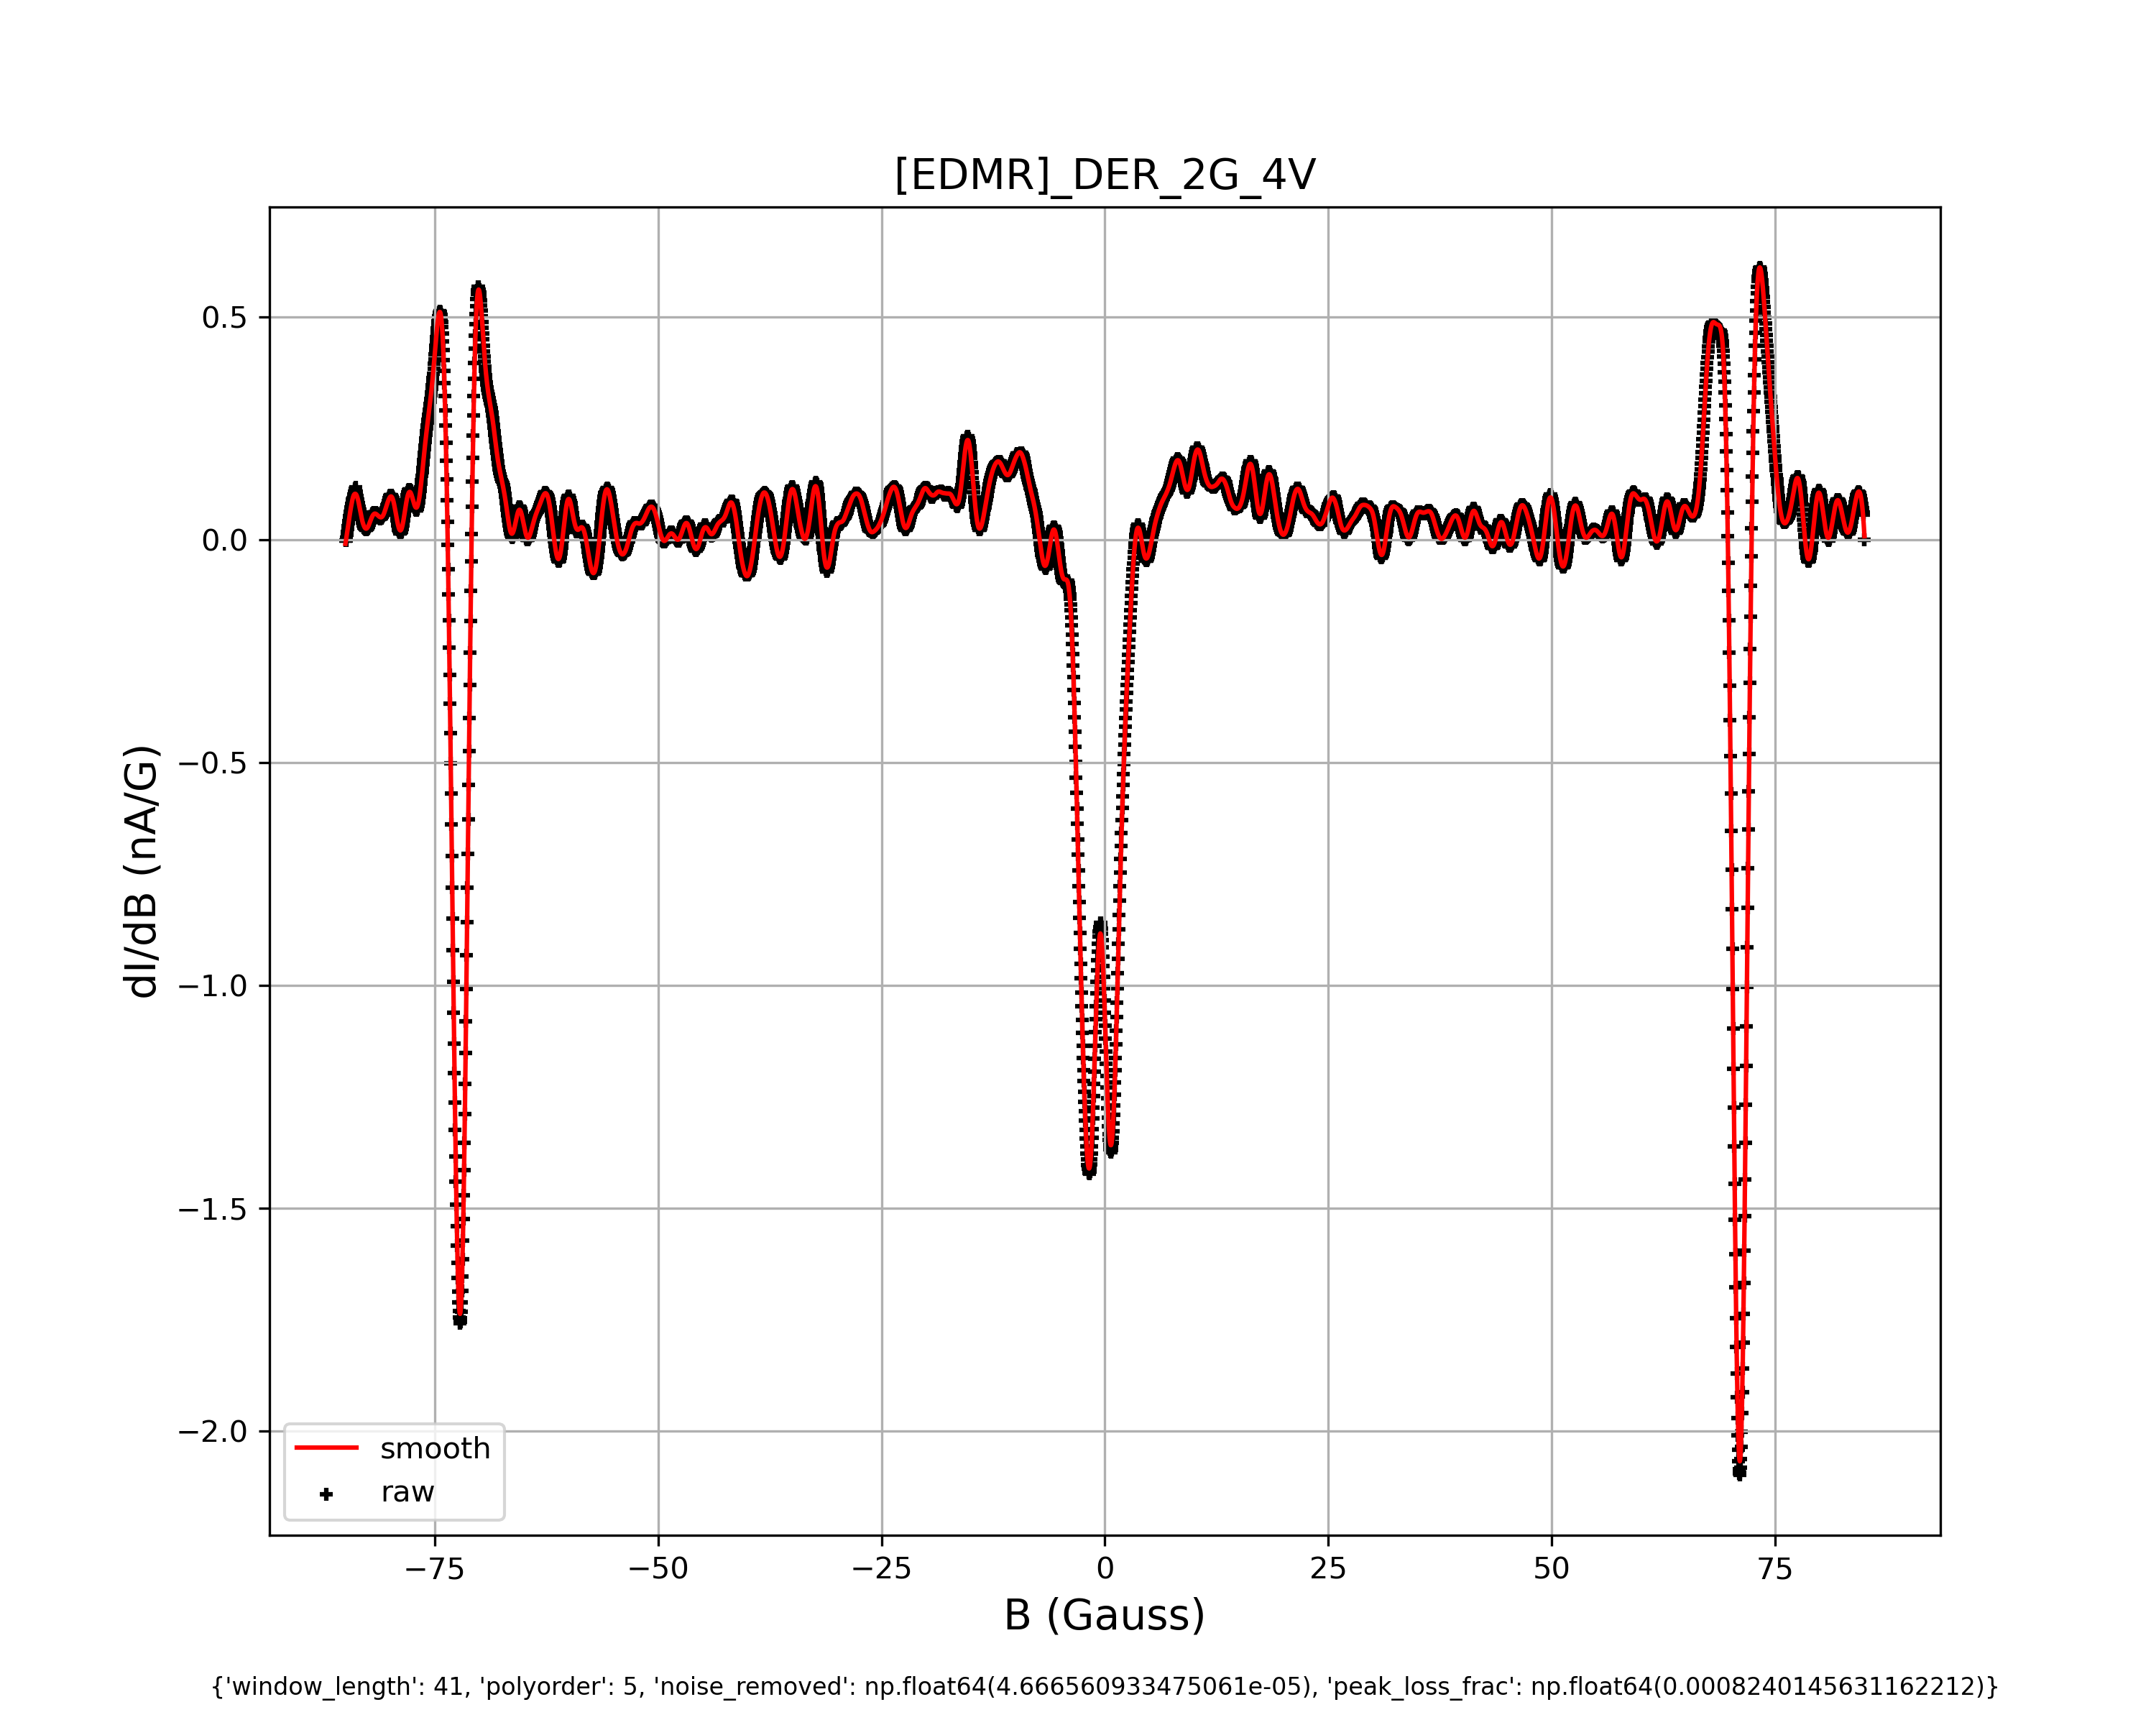 [EDMR]_DER_2G_4V
0.5
0.0
−0.5
−1.0
−1.5
−2.0
dI/dB (nA/G)
smooth
raw
−75
−50
−25
0
25
50
75
B (Gauss)
{'window_length': 41, 'polyorder': 5, 'noise_removed': np.float64(4.666560933475061e-05), 'peak_loss_frac': np.float64(0.0008240145631162212)}